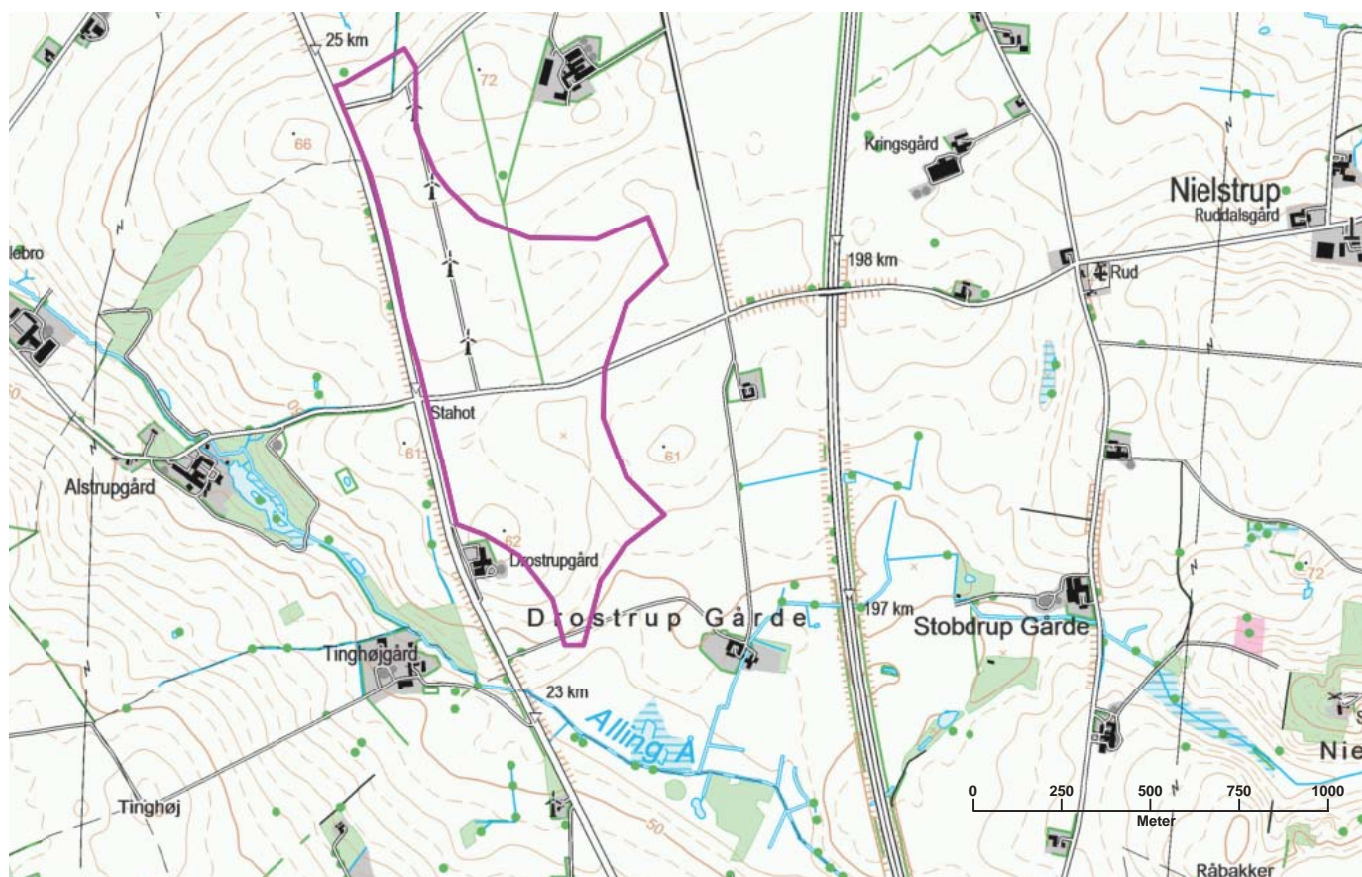 25 km
72
66
Kringsgård
Nielstrup
Ruddalsgård
lebro
198 km
Rud
Stahot
61
61
Alstrupgård
62
Drostrupgård
72
197 km
Drostrup Gårde
Stobdrup Gårde
Tinghøjgård
23 km
Alling Å
Nie
Tinghøj
50
0 250 500 750 1000
Meter
Råbakker